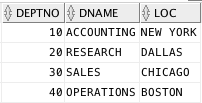 DEPTNO DNAME LOC
10 ACCOUNTING NEW YORK
20 RESEARCH DALLAS
30 SALES CHICAGO
40 OPERATIONS BOSTON